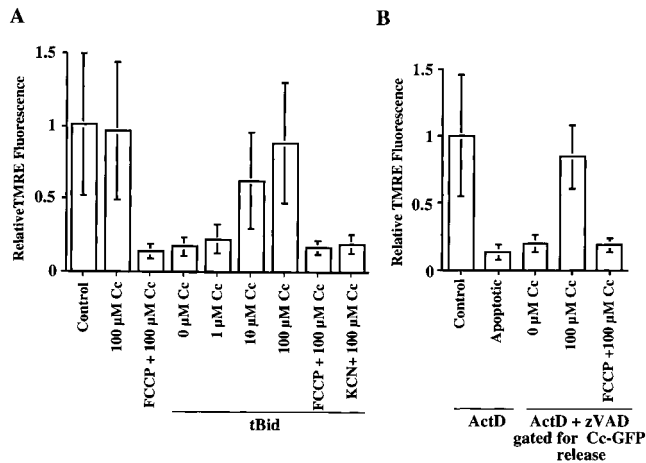 A
RelativeTMRE Fluorescence
1.5
1
0.5
0
Control
100 µM Cc
FCCP + 100 µM Cc
0 µM Cc
1 µM Cc
10 µM Cc
100 µM Cc
FCCP + 100 µM Cc
KCN+ 100 µM Cc
tBid
B
Relative TMRE Fluorescence
1.5
1
0.5
0
Control
Apoptotic
0 µM Cc
100 µM Cc
FCCP +100 µM Cc
ActD
ActD + zVAD
gated for Cc-GFP
release